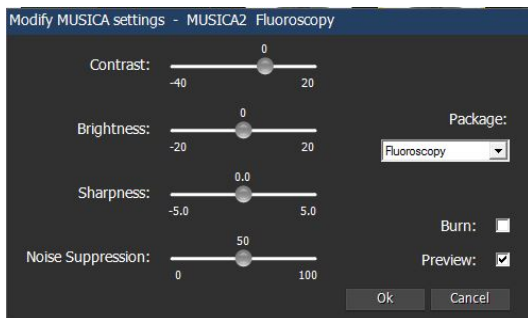 Modify MUSICA settings - MUSICA2 Fluoroscopy
0
Contrast:
-40 20
0
Brightness:
-20 20
Package:
Fluoroscopy
0.0
Sharpness:
-5.0 5.0
Burn:
50
Noise Suppression:
0 100
Preview:
Ok Cancel